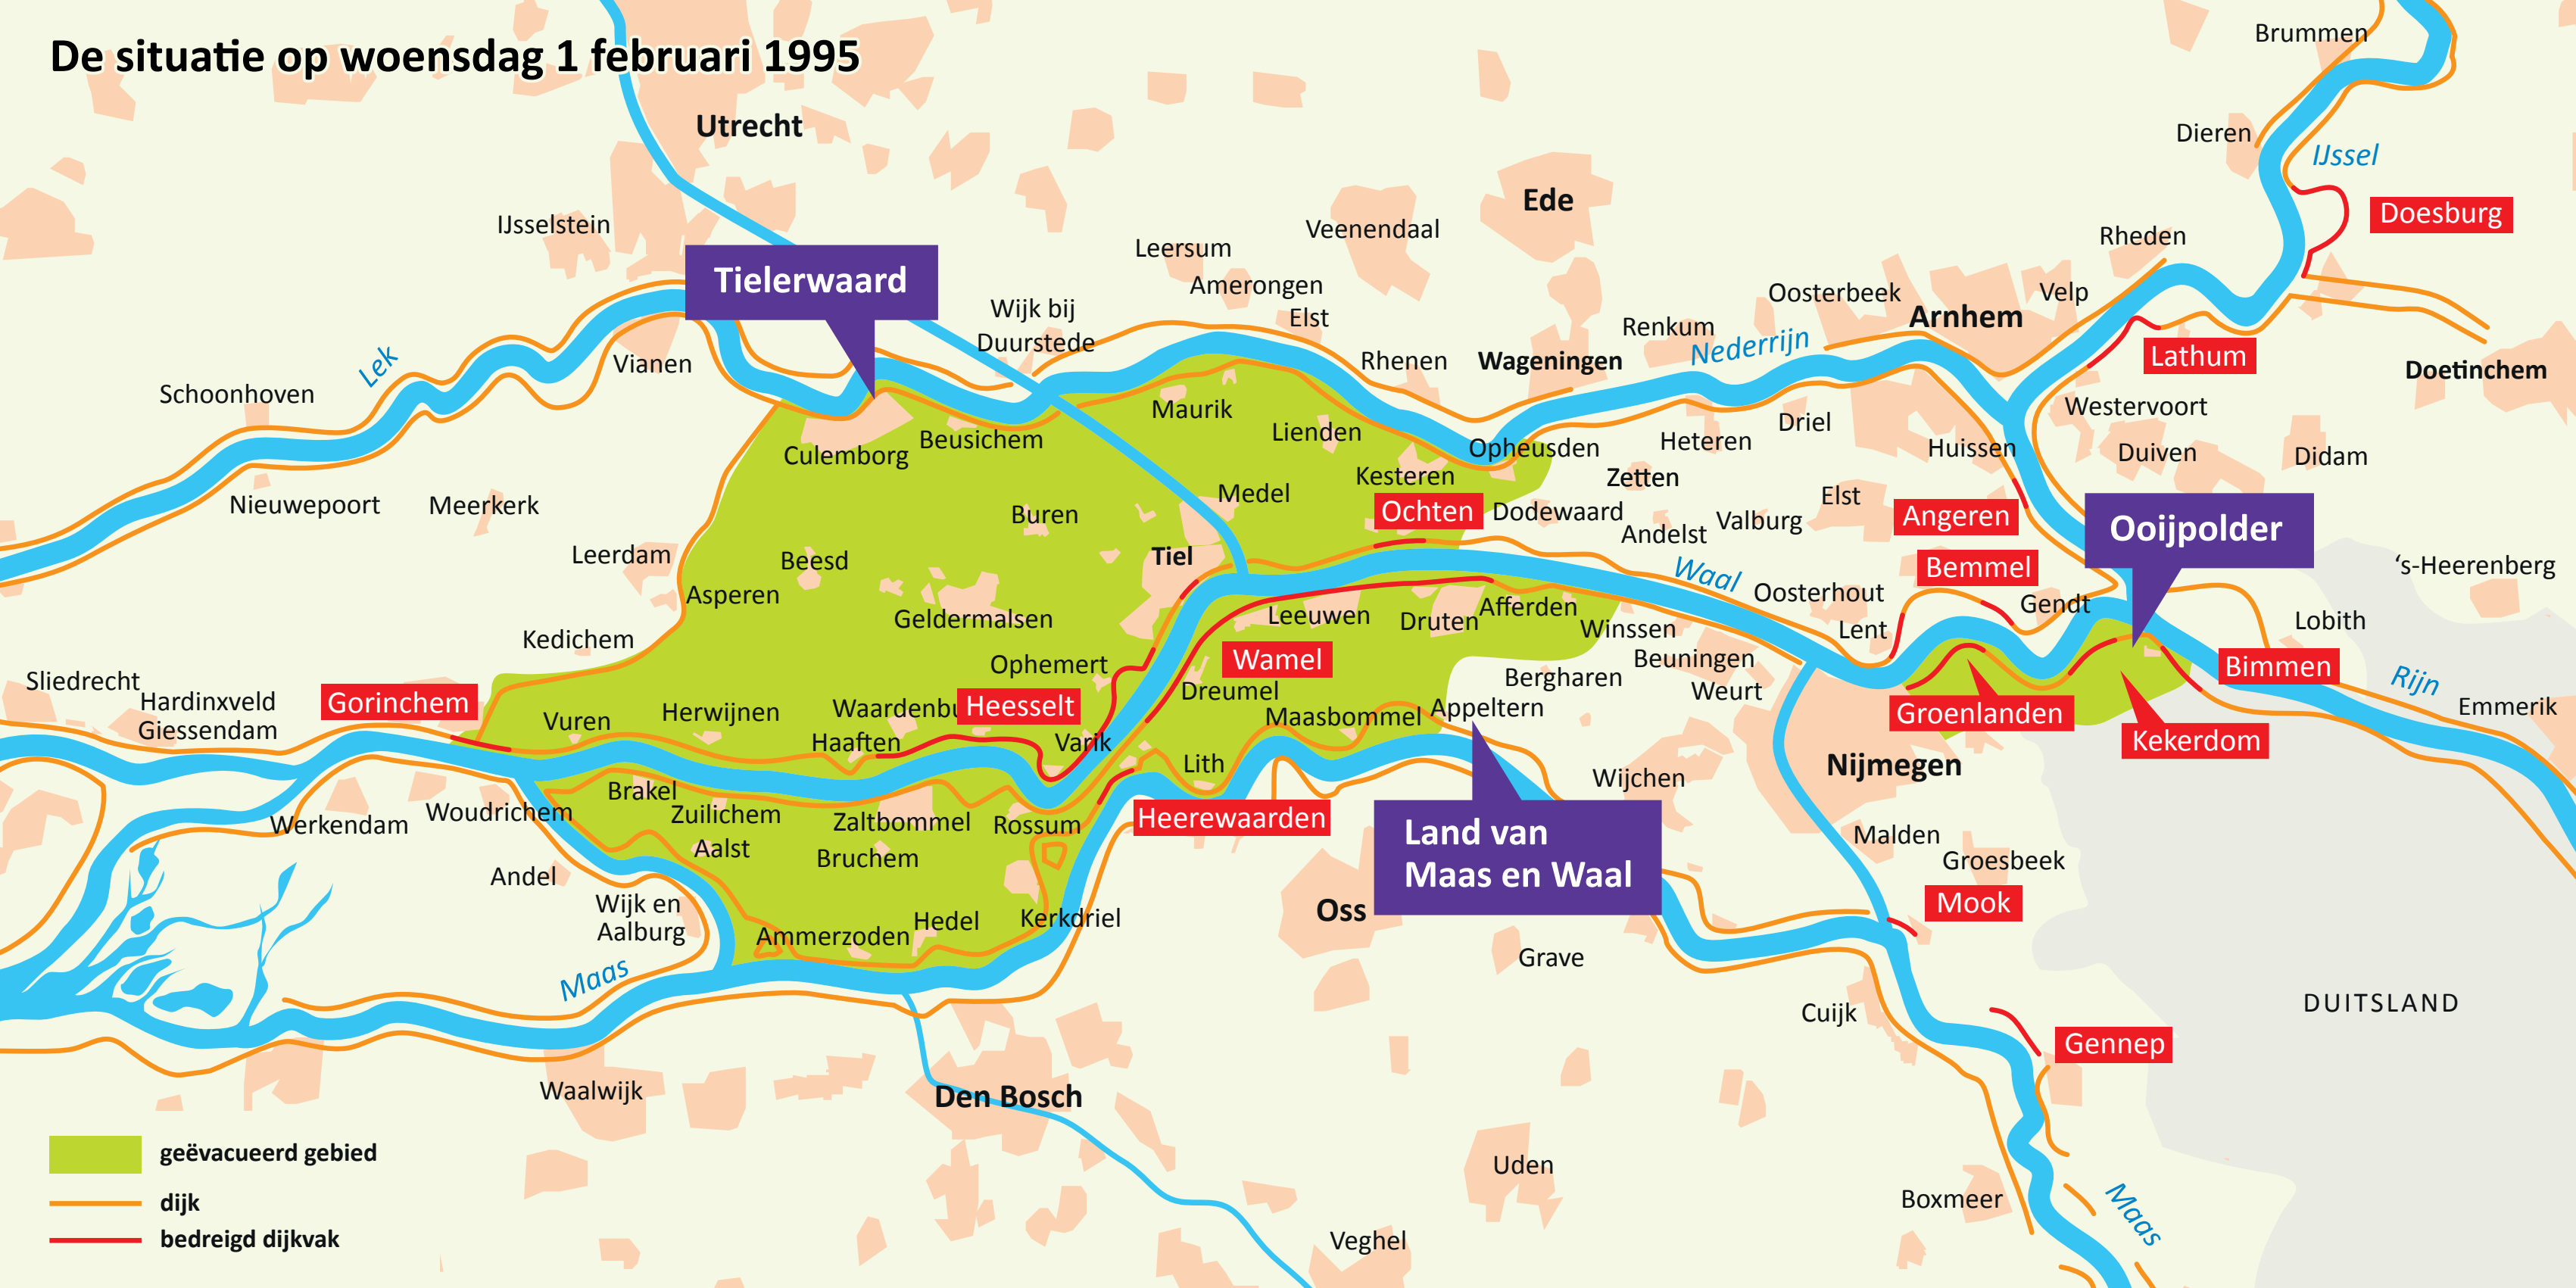 De situatie op woensdag 1 februari 1995
Brummen
Utrecht
Dieren
IJssel
Ede
Doesburg
IJsselstein
Veenendaal
Rheden
Leersum
Tielerwaard
Amerongen
Oosterbeek
Velp
Wijk bij
Duurstede
Elst
Arnhem
Renkum
Nederrijn
Lek
Vianen
Rhenen
Wageningen
Lathum
Doetinchem
Schoonhoven
Maurik
Westervoort
Driel
Lienden
Beusichem
Heteren
Culemborg
Opheusden
Huissen
Duiven
Didam
Kesteren
Zetten
Medel
Elst
Nieuwepoort
Meerkerk
Buren
Ochten
Dodewaard
Valburg
Angeren
Ooijpolder
Andelst
Leerdam
Beesd
Tiel
Waal
Bemmel
‘s-Heerenberg
Asperen
Oosterhout
Gendt
Geldermalsen
Leeuwen
Druten
Afferden
Lobith
Winssen
Lent
Kedichem
Ophemert
Wamel
Beuningen
Bimmen
Sliedrecht
Bergharen
Rijn
Hardinxveld
Giessendam
Gorinchem
Dreumel
Weurt
Vuren
Herwijnen
Waardenbu
Heesselt
Maasbommel
Appeltern
Groenlanden
Emmerik
Haaften
Varik
Kekerdom
Lith
Wijchen
Nijmegen
Brakel
Woudrichem
Zuilichem
Werkendam
Zaltbommel
Rossum
Heerewaarden
Land van
Maas en Waal
Malden
Aalst
Bruchem
Groesbeek
Andel
Wijk en
Aalburg
Mook
Oss
Hedel
Kerkdriel
Ammerzoden
Grave
Maas
DUITSLAND
Cuijk
Gennep
Waalwijk
Den Bosch
geëvacueerd gebied
Uden
dijk
Boxmeer
Maas
bedreigd dijkvak
Veghel